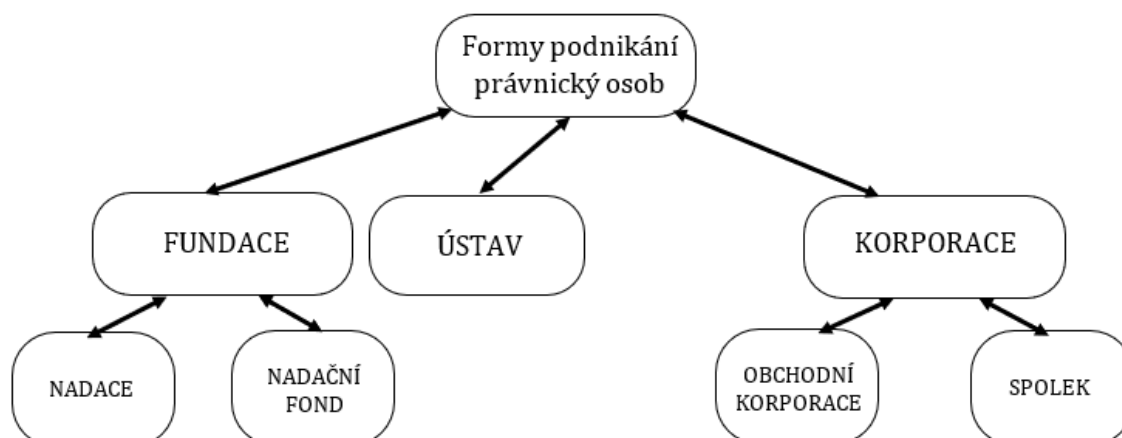 Formy podnikání
právnický osob
FUNDACE
ÚSTAV
KORPORACE
NADACE
NADAČNÍ
FOND
OBCHODNÍ
KORPORACE
SPOLEK